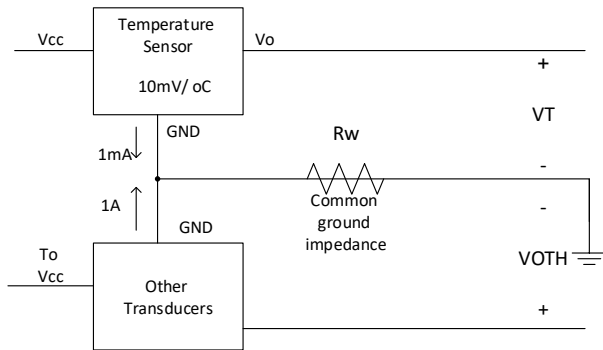 Temperature
Sensor
10mV/ oC
Vcc
Vo
+
VT
-
GND
1mA
Rw
Common
ground
impedance
-
1A
GND
VOTH
To
Vcc
Other
Transducers
+